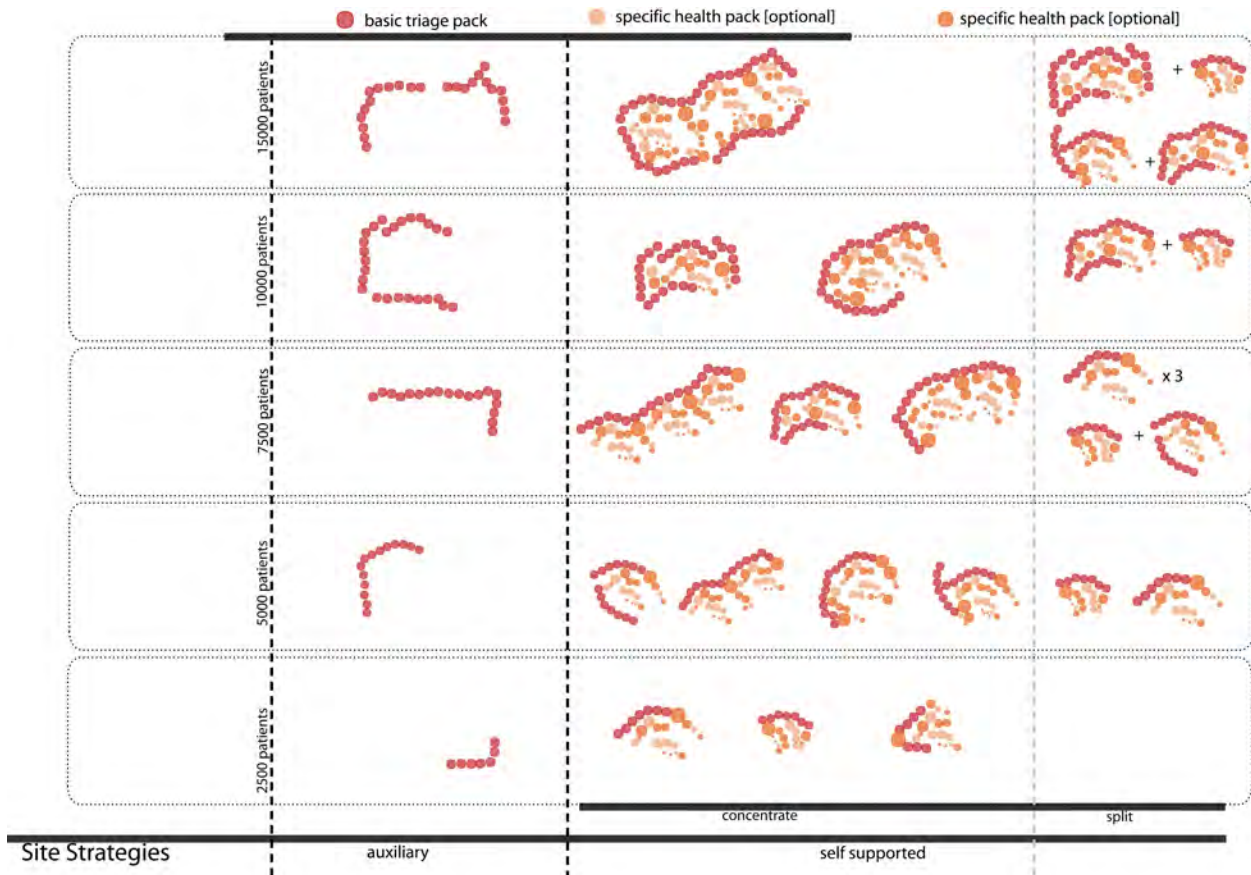 basic triage pack
specific health pack [optional]
specific health pack [optional]
15000 patients
+
+
10000 patients
+
7500 patients
x 3
+
5000 patients
2500 patients
concentrate
split
Site Strategies
auxiliary
self supported